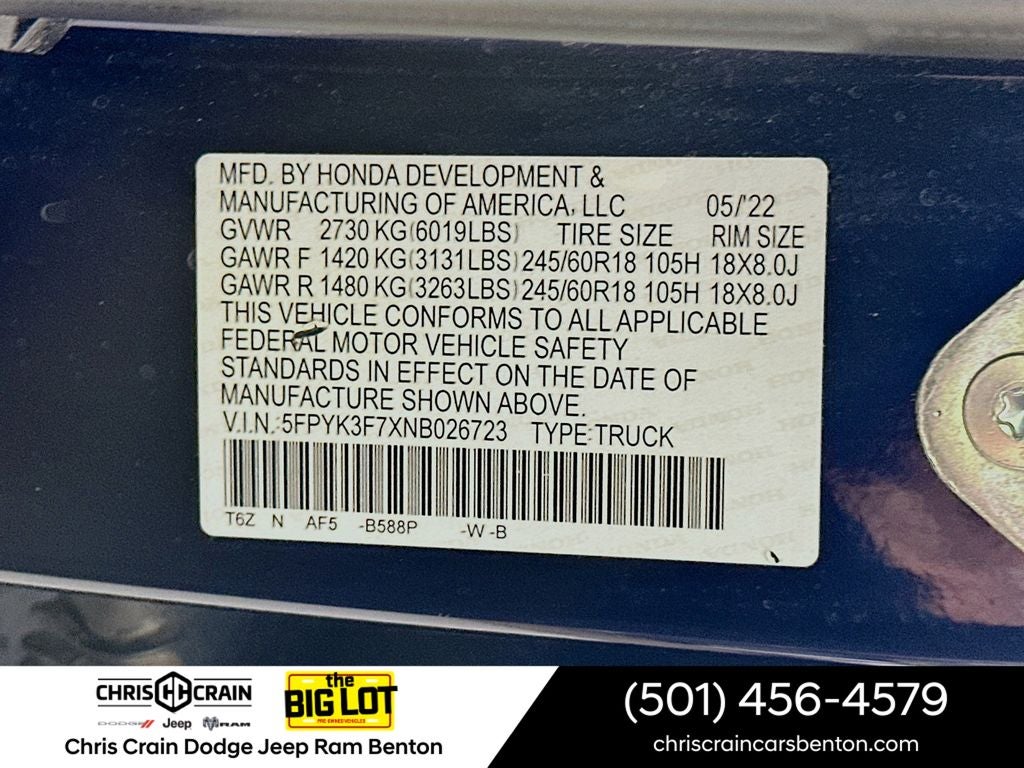 MFD. BY HONDA DEVELOPMENT &
MANUFACTURING OF AMERICA, LLC 05/'22
GVWR 2730 KG(6019LBS) TIRE SIZE RIM SIZE
GAWR F 1420 KG(3131LBS) 245/60R18 105H 18X8.0J
GAWR R 1480 KG(3263LBS) 245/60R18 105H 18X8.0J
THIS VEHICLE CONFORMS TO ALL APPLICABLE
FEDERAL MOTOR VEHICLE SAFETY
STANDARDS IN EFFECT ON THE DATE OF
MANUFACTURE SHOWN ABOVE.
V.I.N.:5FPYK3F7XNB026723 TYPE:TRUCK
T6Z N AF5 -B588P -W -B
CHRIS CRAIN
DODGE Jeep RAM
the
BIG LOT
PRE-OWNED VEHICLES
Chris Crain Dodge Jeep Ram Benton
(501) 456-4579
chriscraincarsbenton.com